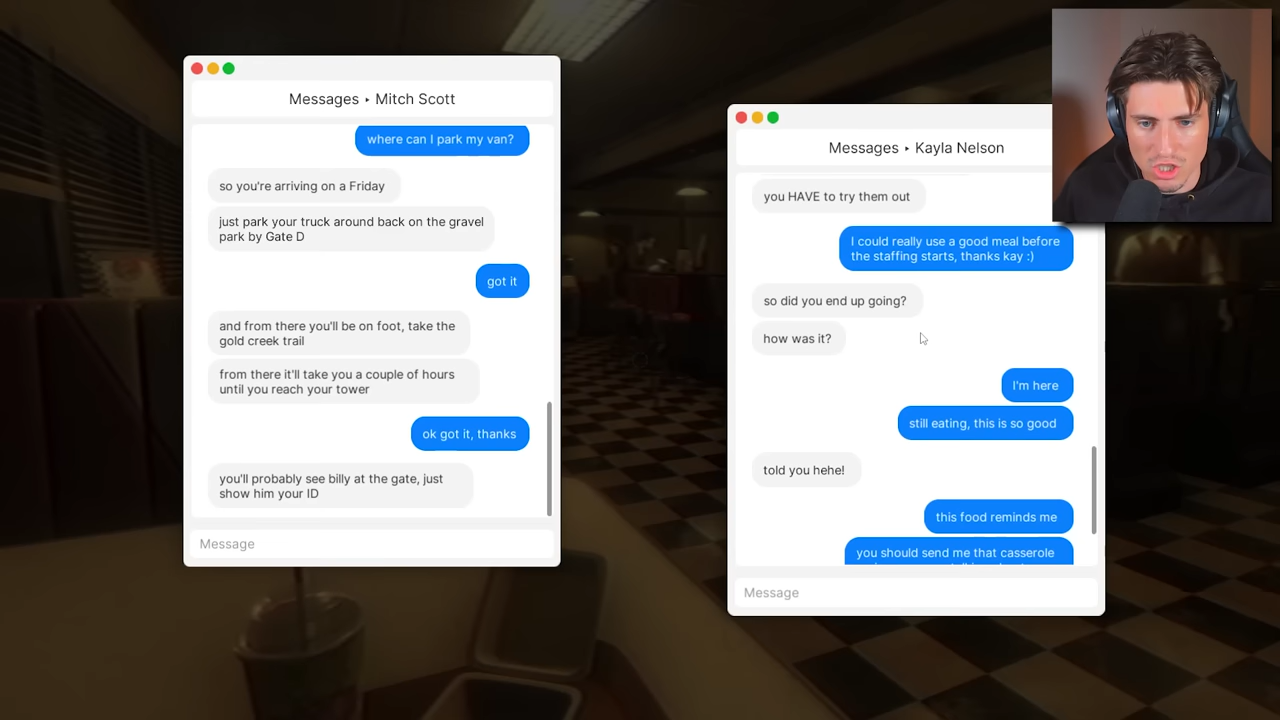 Messages ‣ Mitch Scott
where can I park my van?
so you're arriving on a Friday
just park your truck around back on the gravel
park by Gate D
got it
and from there you'll be on foot, take the
gold creek trail
from there it'll take you a couple of hours
until you reach your tower
ok got it, thanks
you'll probably see billy at the gate, just
show him your ID
Message
Messages ‣ Kayla Nelson
you HAVE to try them out
I could really use a good meal before
the staffing starts, thanks kay :)
so did you end up going?
how was it?
I'm here
still eating, this is so good
told you hehe!
this food reminds me
you should send me that casserole
Message